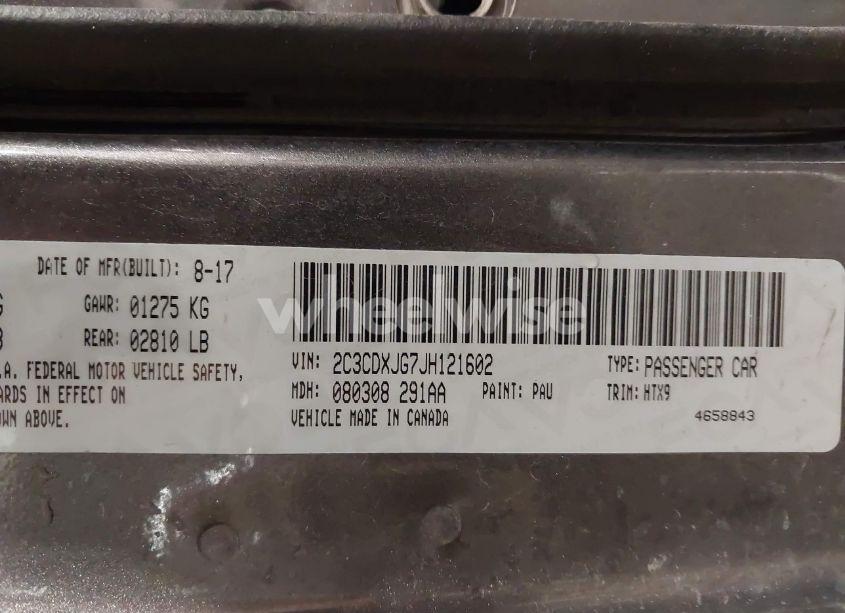 DATE OF MFR(BUILT): 8-17
G GAWR: 01275 KG
B REAR: 02810 LB
.A. FEDERAL MOTOR VEHICLE SAFETY,
ARDS IN EFFECT ON
OWN ABOVE.
wheelwise
VIN: 2C3CDXJG7JH121602 TYPE: PASSENGER CAR
MDH: 080308 291AA PAINT: PAU TRIM: HTX9
VEHICLE MADE IN CANADA 4658843